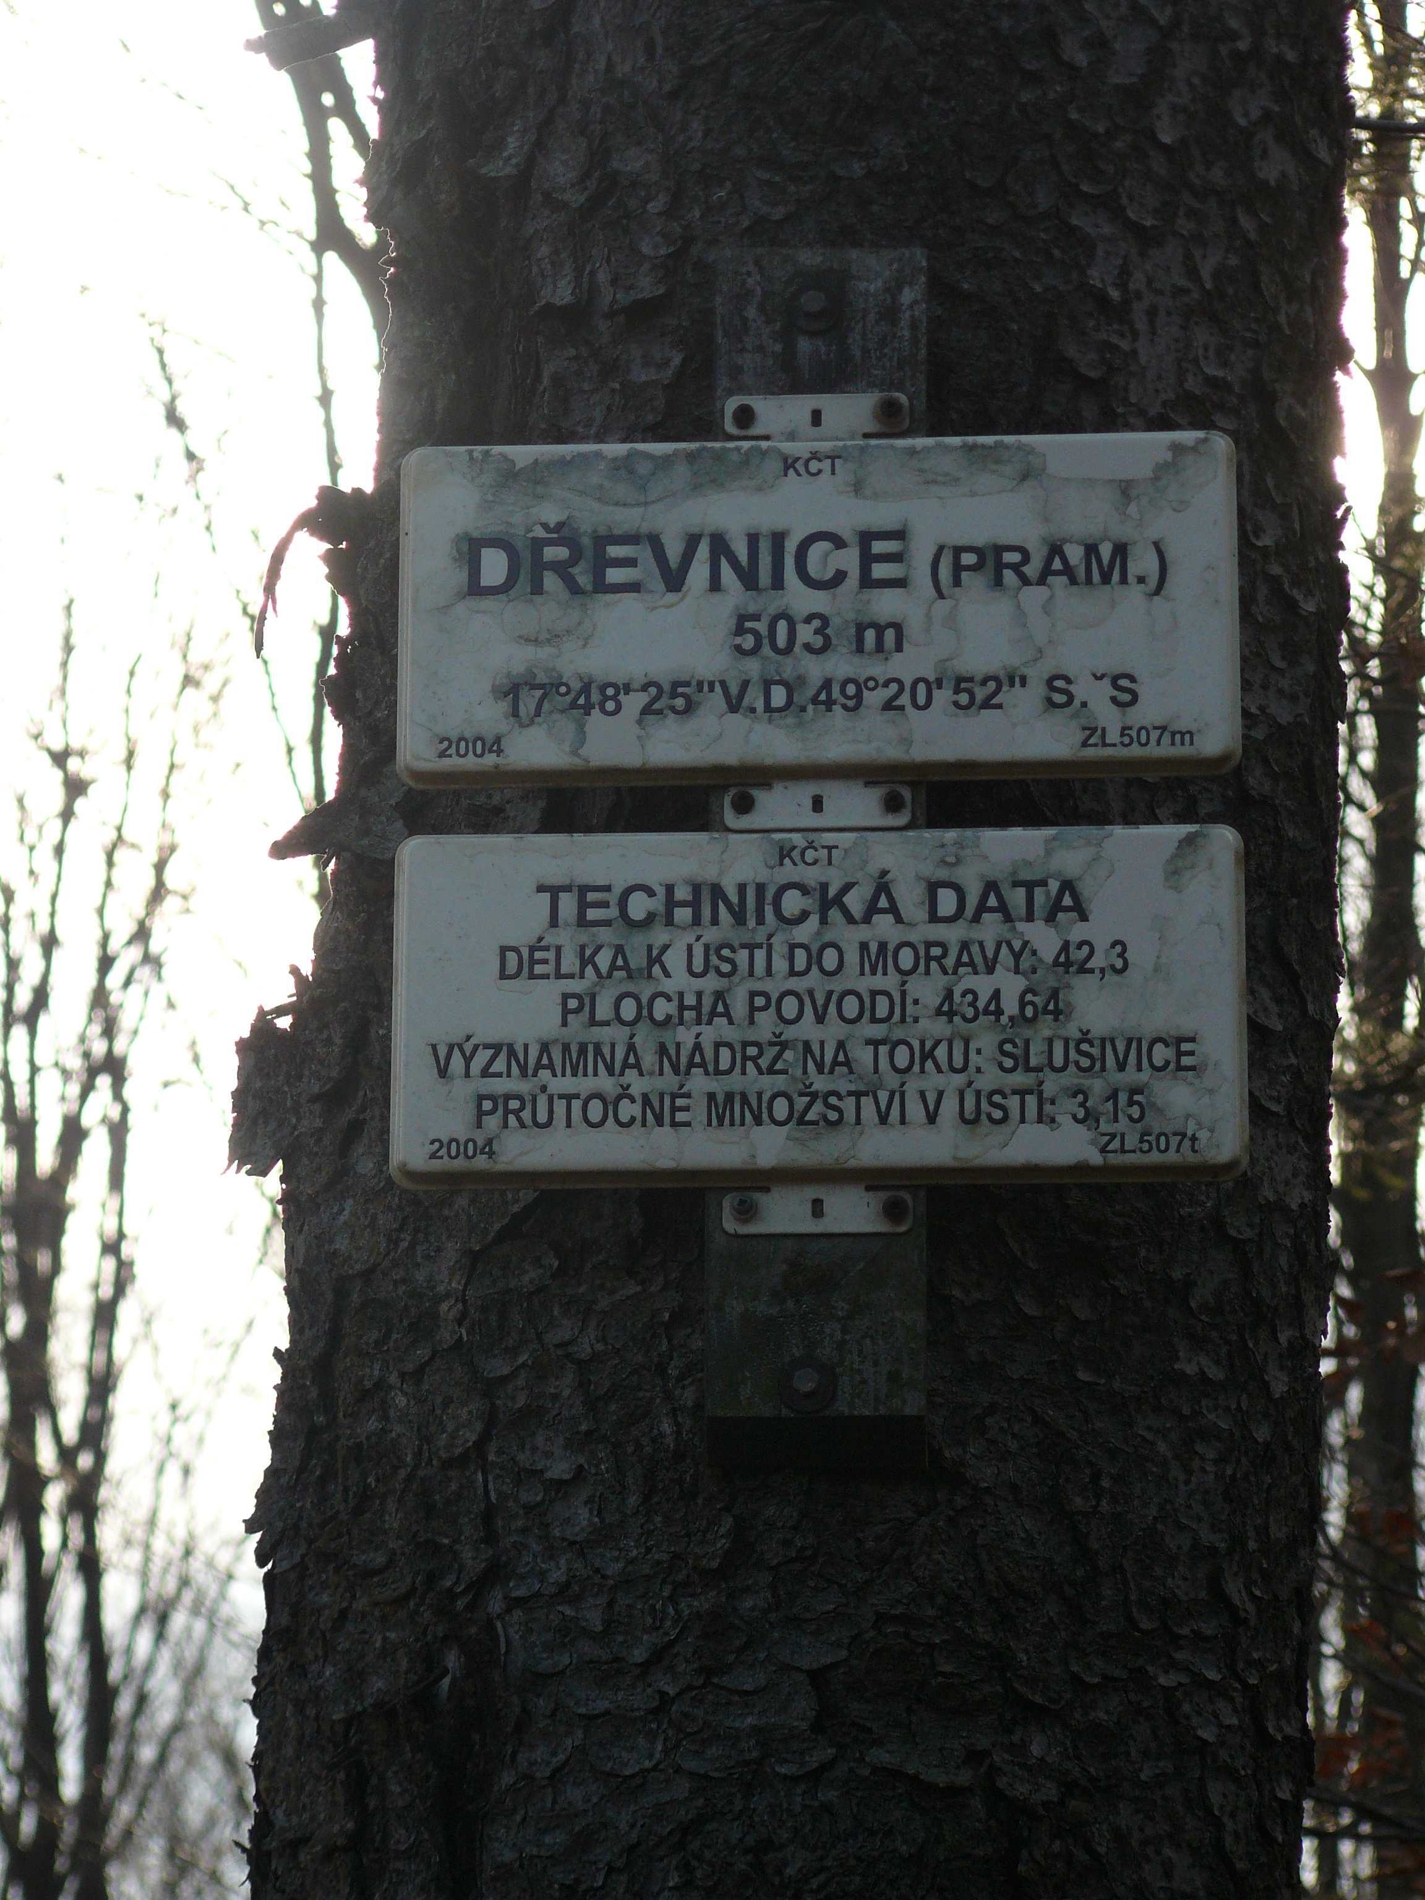 KČT
DŘEVNICE (PRAM.)
503 m
17°48'25"V.D.49°20'52" S.ˇS
2004 ZL507m
KČT
TECHNICKÁ DATA
DÉLKA K ÚSTÍ DO MORAVY: 42,3
PLOCHA POVODÍ: 434,64
VÝZNAMNÁ NÁDRŽ NA TOKU: SLUŠIVICE
PRŮTOČNÉ MNOŽSTVÍ V ÚSTÍ: 3,15
2004 ZL507t